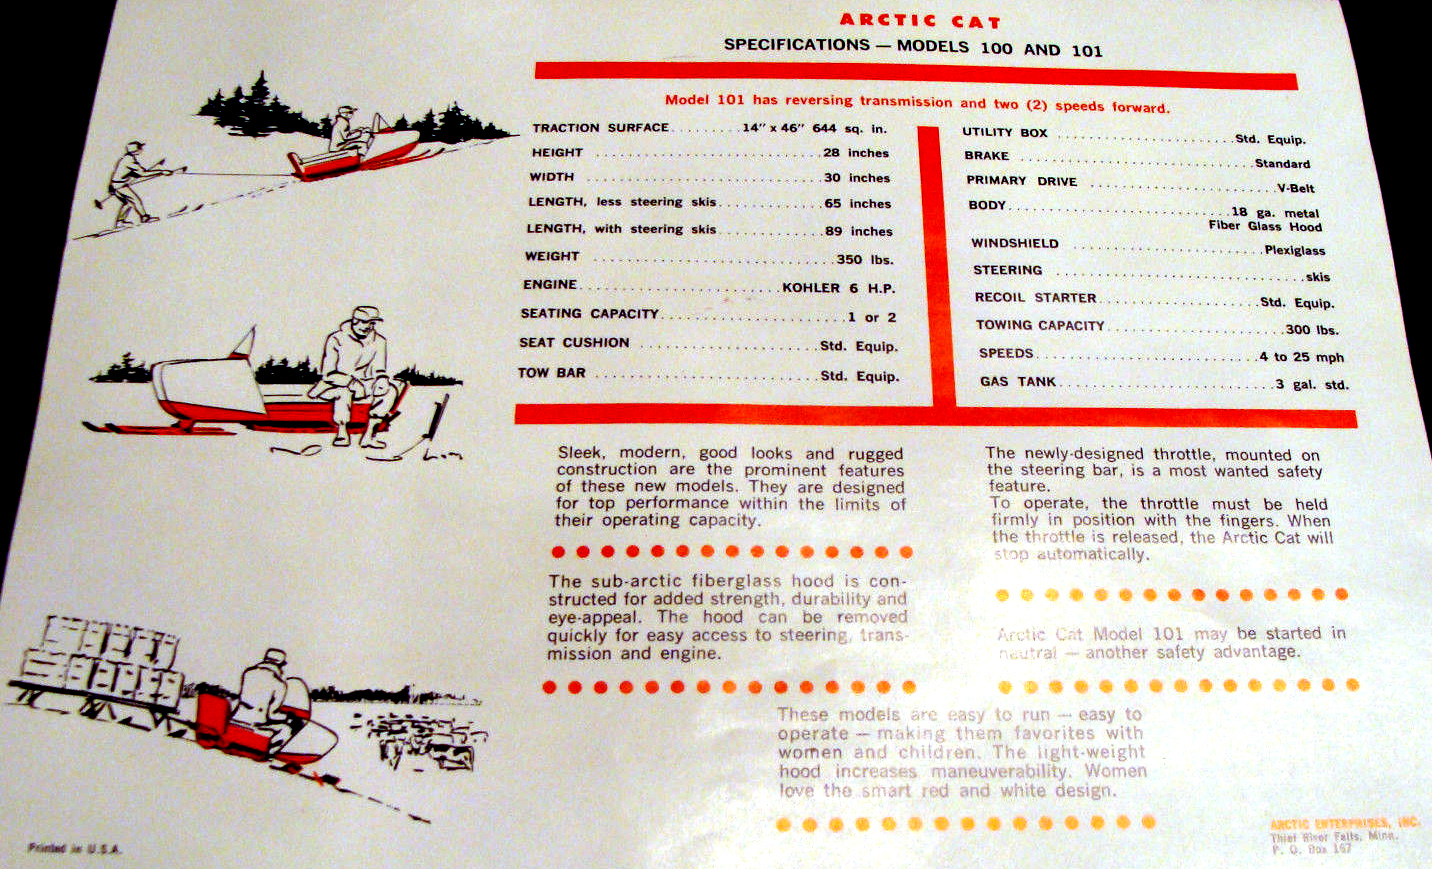 ARCTIC CAT
SPECIFICATIONS — MODELS 100 AND 101
Model 101 has reversing transmission and two (2) speeds forward.
TRACTION SURFACE.........14" x 46" 644 sq. in.
HEIGHT ..........................28 inches
WIDTH ...........................30 inches
LENGTH, less steering skis............65 inches
LENGTH, with steering skis............89 inches
WEIGHT ...........................350 lbs.
ENGINE......................KOHLER 6 H.P.
SEATING CAPACITY....................1 or 2
SEAT CUSHION ...................Std. Equip.
TOW BAR ........................Std. Equip.
UTILITY BOX ....................Std. Equip.
BRAKE ..........................Standard
PRIMARY DRIVE .....................V-Belt
BODY.........................18 ga. metal
Fiber Glass Hood
WINDSHIELD .....................Plexiglass
STEERING ...........................skis
RECOIL STARTER.................Std. Equip.
TOWING CAPACITY....................300 lbs.
SPEEDS.........................4 to 25 mph
GAS TANK........................3 gal. std.
Sleek, modern, good looks and rugged
construction are the prominent features
of these new models. They are designed
for top performance within the limits of
their operating capacity.
The sub-arctic fiberglass hood is con-
structed for added strength, durability and
eye-appeal. The hood can be removed
quickly for easy access to steering, trans-
mission and engine.
The newly-designed throttle, mounted on
the steering bar, is a most wanted safety
feature.
To operate, the throttle must be held
firmly in position with the fingers. When
the throttle is released, the Arctic Cat will
stop automatically.
Arctic Cat Model 101 may be started in
neutral — another safety advantage.
These models are easy to run — easy to
operate — making them favorites with
women and children. The light-weight
hood increases maneuverability. Women
love the smart red and white design.
Printed in U.S.A.
ARCTIC ENTERPRISES, INC.
Thief River Falls, Minn.
P. O. Box 167